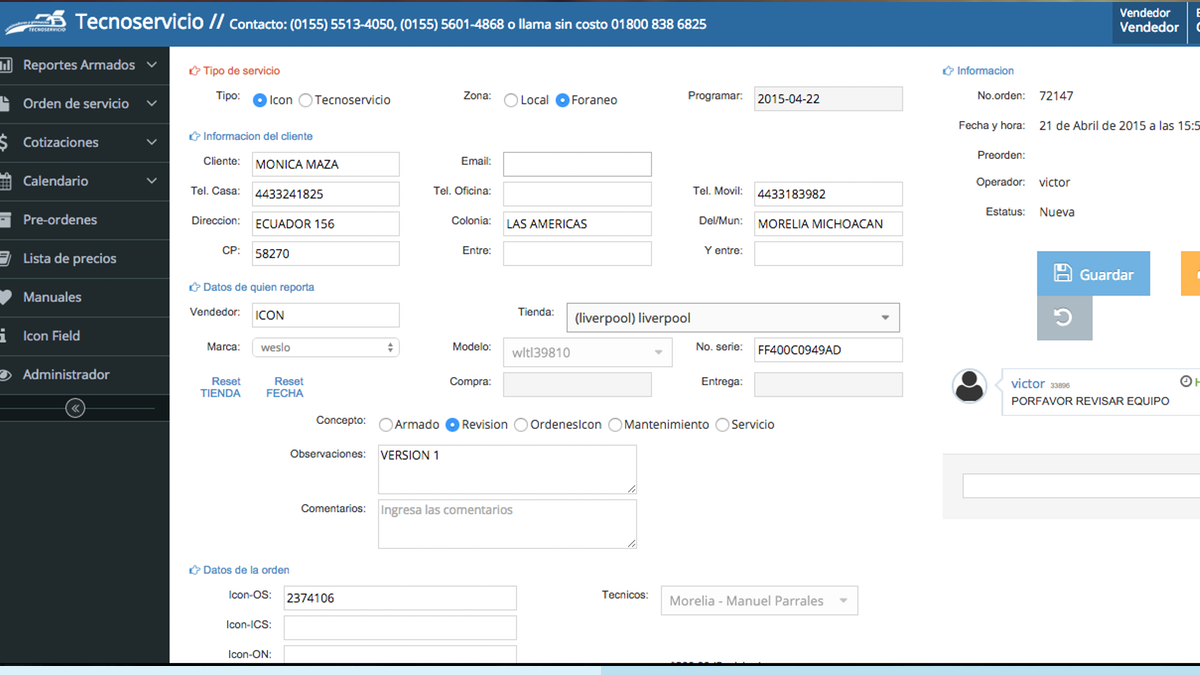 Tecnoservicio // Contacto: (0155) 5513-4050, (0155) 5601-4868 o llama sin costo 01800 838 6825
TECNOSERVICIO
Vendedor
Vendedor
Reportes Armados
Orden de servicio
Cotizaciones
Calendario
Pre-ordenes
Lista de precios
Manuales
Icon Field
Administrador
Tipo de servicio
Tipo: Icon Tecnoservicio Zona: Local Foraneo Programar: 2015-04-22
Informacion del cliente
Cliente: MONICA MAZA Email:
Tel. Casa: 4433241825 Tel. Oficina: Tel. Movil: 4433183982
Direccion: ECUADOR 156 Colonia: LAS AMERICAS Del/Mun: MORELIA MICHOACAN
CP: 58270 Entre: Y entre:
Datos de quien reporta
Vendedor: ICON Tienda: (liverpool) liverpool
Marca: weslo Modelo: wltl39810 No. serie: FF400C0949AD
Reset TIENDA Reset FECHA Compra: Entrega:
Concepto: Armado Revision OrdenesIcon Mantenimiento Servicio
Observaciones: VERSION 1
Comentarios: Ingresa las comentarios
Datos de la orden
Icon-OS: 2374106 Tecnicos: Morelia - Manuel Parrales
Icon-ICS:
Icon-ON:
Informacion
No.orden: 72147
Fecha y hora: 21 de Abril de 2015 a las 15:5
Preorden:
Operador: victor
Estatus: Nueva
Guardar
victor 33896
PORFAVOR REVISAR EQUIPO